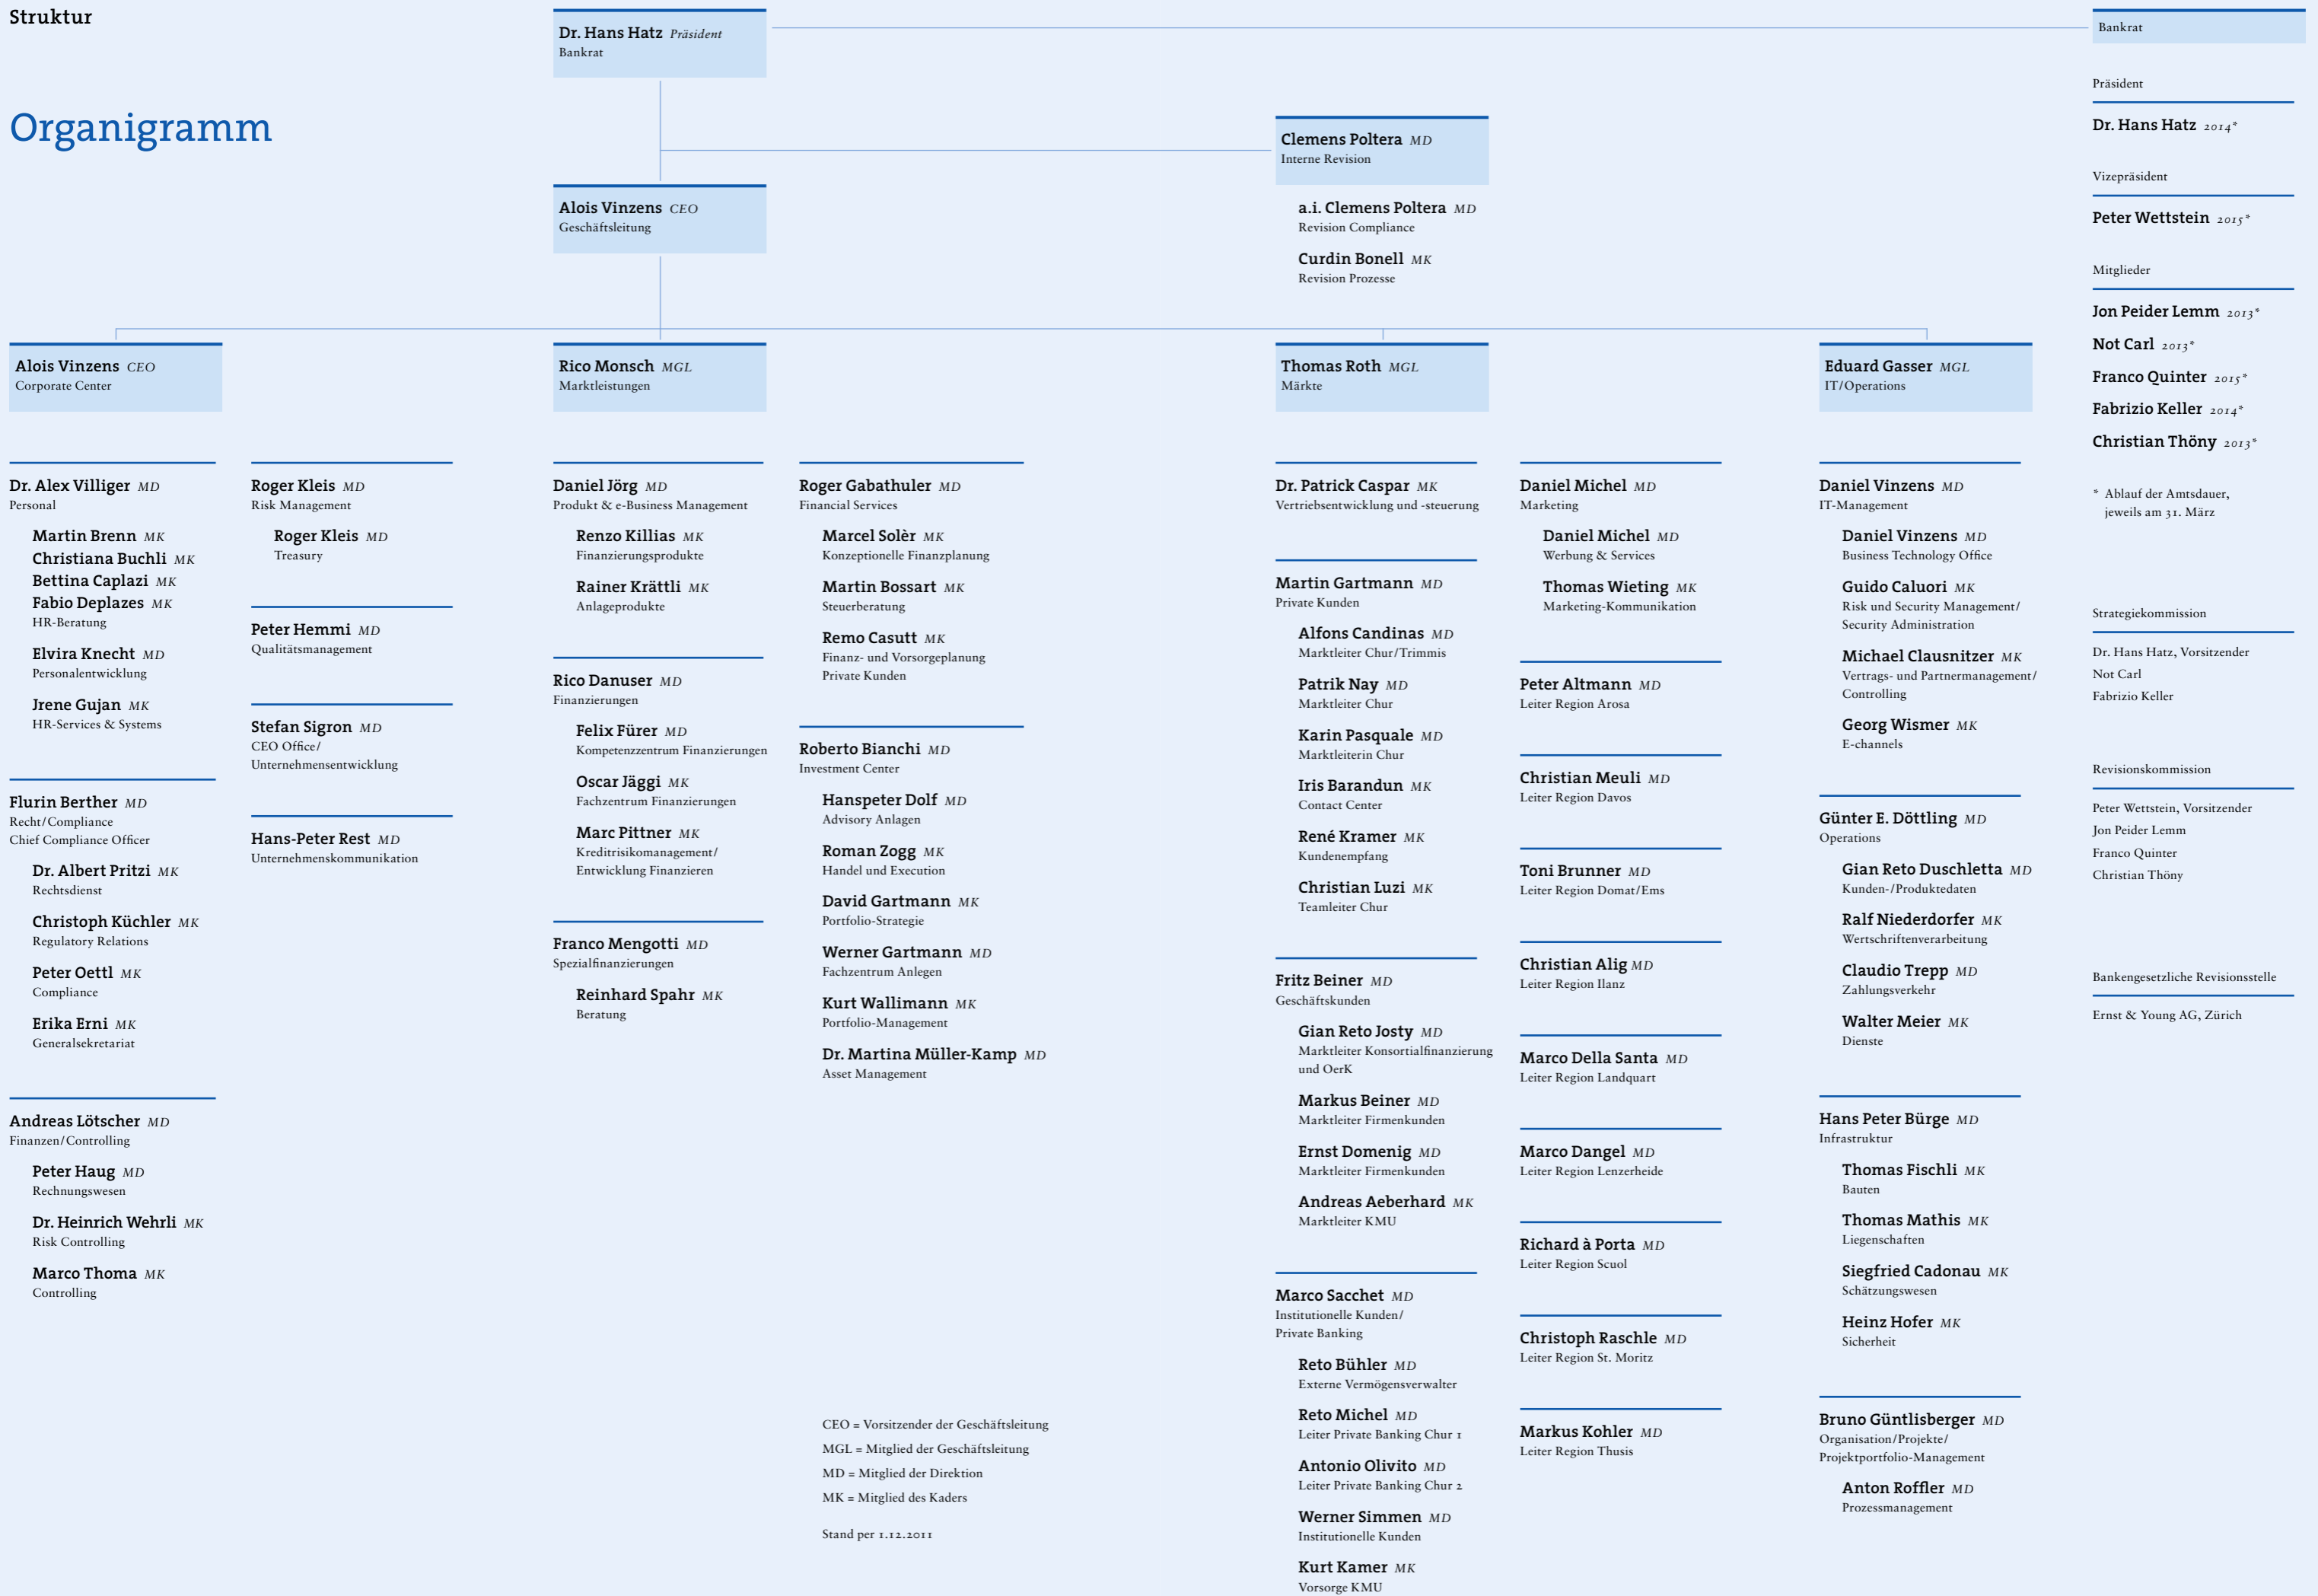 Struktur
Organigramm
Dr. Hans Hatz Präsident
Bankrat
Clemens Poltera MD
Interne Revision
a.i. Clemens Poltera MD
Revision Compliance
Curdin Bonell MK
Revision Prozesse
Alois Vinzens CEO
Geschäftsleitung
Alois Vinzens CEO
Corporate Center
Dr. Alex Villiger MD
Personal
Martin Brenn MK
Christiana Buchli MK
Bettina Caplazi MK
Fabio Deplazes MK
HR-Beratung
Elvira Knecht MD
Personalentwicklung
Jrene Gujan MK
HR-Services & Systems
Flurin Berther MD
Recht/Compliance
Chief Compliance Officer
Dr. Albert Pritzi MK
Rechtsdienst
Christoph Küchler MK
Regulatory Relations
Peter Oettl MK
Compliance
Erika Erni MK
Generalsekretariat
Andreas Lötscher MD
Finanzen/Controlling
Peter Haug MD
Rechnungswesen
Dr. Heinrich Wehrli MK
Risk Controlling
Marco Thoma MK
Controlling
Roger Kleis MD
Risk Management
Roger Kleis MD
Treasury
Peter Hemmi MD
Qualitätsmanagement
Stefan Sigron MD
CEO Office/
Unternehmensentwicklung
Hans-Peter Rest MD
Unternehmenskommunikation
Rico Monsch MGL
Marktleistungen
Daniel Jörg MD
Produkt & e-Business Management
Renzo Killias MK
Finanzierungsprodukte
Rainer Krättli MK
Anlageprodukte
Rico Danuser MD
Finanzierungen
Felix Fürer MD
Kompetenzzentrum Finanzierungen
Oscar Jäggi MK
Fachzentrum Finanzierungen
Marc Pittner MK
Kreditrisikomanagement/
Entwicklung Finanzieren
Franco Mengotti MD
Spezialfinanzierungen
Reinhard Spahr MK
Beratung
Roger Gabathuler MD
Financial Services
Marcel Solèr MK
Konzeptionelle Finanzplanung
Martin Bossart MK
Steuerberatung
Remo Casutt MK
Finanz- und Vorsorgeplanung
Private Kunden
Roberto Bianchi MD
Investment Center
Hanspeter Dolf MD
Advisory Anlagen
Roman Zogg MK
Handel und Execution
David Gartmann MK
Portfolio-Strategie
Werner Gartmann MD
Fachzentrum Anlegen
Kurt Wallimann MK
Portfolio-Management
Dr. Martina Müller-Kamp MD
Asset Management
CEO = Vorsitzender der Geschäftsleitung
MGL = Mitglied der Geschäftsleitung
MD = Mitglied der Direktion
MK = Mitglied des Kaders
Stand per 1.12.2011
Thomas Roth MGL
Märkte
Dr. Patrick Caspar MK
Vertriebsentwicklung und -steuerung
Martin Gartmann MD
Private Kunden
Alfons Candinas MD
Marktleiter Chur/Trimmis
Patrik Nay MD
Marktleiter Chur
Karin Pasquale MD
Marktleiterin Chur
Iris Barandun MK
Contact Center
René Kramer MK
Kundenempfang
Christian Luzi MK
Teamleiter Chur
Fritz Beiner MD
Geschäftskunden
Gian Reto Josty MD
Marktleiter Konsortialfinanzierung
und OerK
Markus Beiner MD
Marktleiter Firmenkunden
Ernst Domenig MD
Marktleiter Firmenkunden
Andreas Aeberhard MK
Marktleiter KMU
Marco Sacchet MD
Institutionelle Kunden/
Private Banking
Reto Bühler MD
Externe Vermögensverwalter
Reto Michel MD
Leiter Private Banking Chur 1
Antonio Olivito MD
Leiter Private Banking Chur 2
Werner Simmen MD
Institutionelle Kunden
Kurt Kamer MK
Vorsorge KMU
Daniel Michel MD
Marketing
Daniel Michel MD
Werbung & Services
Thomas Wieting MK
Marketing-Kommunikation
Peter Altmann MD
Leiter Region Arosa
Christian Meuli MD
Leiter Region Davos
Toni Brunner MD
Leiter Region Domat/Ems
Christian Alig MD
Leiter Region Ilanz
Marco Della Santa MD
Leiter Region Landquart
Marco Dangel MD
Leiter Region Lenzerheide
Richard à Porta MD
Leiter Region Scuol
Christoph Raschle MD
Leiter Region St. Moritz
Markus Kohler MD
Leiter Region Thusis
Eduard Gasser MGL
IT/Operations
Daniel Vinzens MD
IT-Management
Daniel Vinzens MD
Business Technology Office
Guido Caluori MK
Risk und Security Management/
Security Administration
Michael Clausnitzer MK
Vertrags- und Partnermanagement/
Controlling
Georg Wismer MK
E-channels
Günter E. Döttling MD
Operations
Gian Reto Duschletta MD
Kunden-/Produktedaten
Ralf Niederdorfer MK
Wertschriftenverarbeitung
Claudio Trepp MD
Zahlungsverkehr
Walter Meier MK
Dienste
Hans Peter Bürge MD
Infrastruktur
Thomas Fischli MK
Bauten
Thomas Mathis MK
Liegenschaften
Siegfried Cadonau MK
Schätzungswesen
Heinz Hofer MK
Sicherheit
Bruno Güntlisberger MD
Organisation/Projekte/
Projektportfolio-Management
Anton Roffler MD
Prozessmanagement
Bankrat
Präsident
Dr. Hans Hatz 2014*
Vizepräsident
Peter Wettstein 2015*
Mitglieder
Jon Peider Lemm 2013*
Not Carl 2013*
Franco Quinter 2015*
Fabrizio Keller 2014*
Christian Thöny 2013*
* Ablauf der Amtsdauer,
jeweils am 31. März
Strategiekommission
Dr. Hans Hatz, Vorsitzender
Not Carl
Fabrizio Keller
Revisionskommission
Peter Wettstein, Vorsitzender
Jon Peider Lemm
Franco Quinter
Christian Thöny
Bankengesetzliche Revisionsstelle
Ernst & Young AG, Zürich